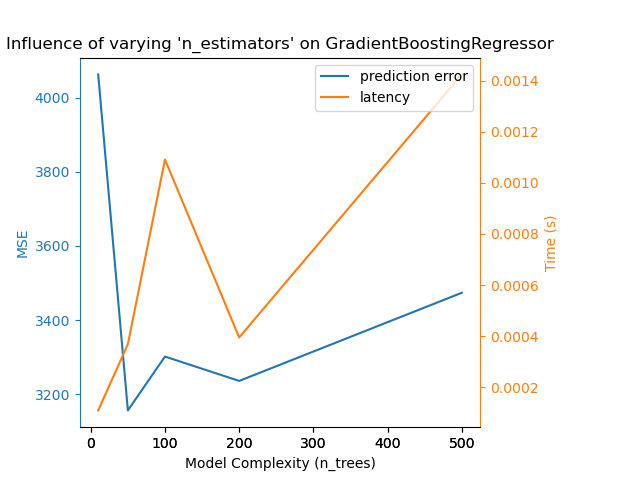 Influence of varying 'n_estimators' on GradientBoostingRegressor
prediction error
latency
4000
3800
3600
3400
3200
MSE
0.0014
0.0012
0.0010
0.0008
0.0006
0.0004
0.0002
Time (s)
0 100 200 300 400 500
Model Complexity (n_trees)